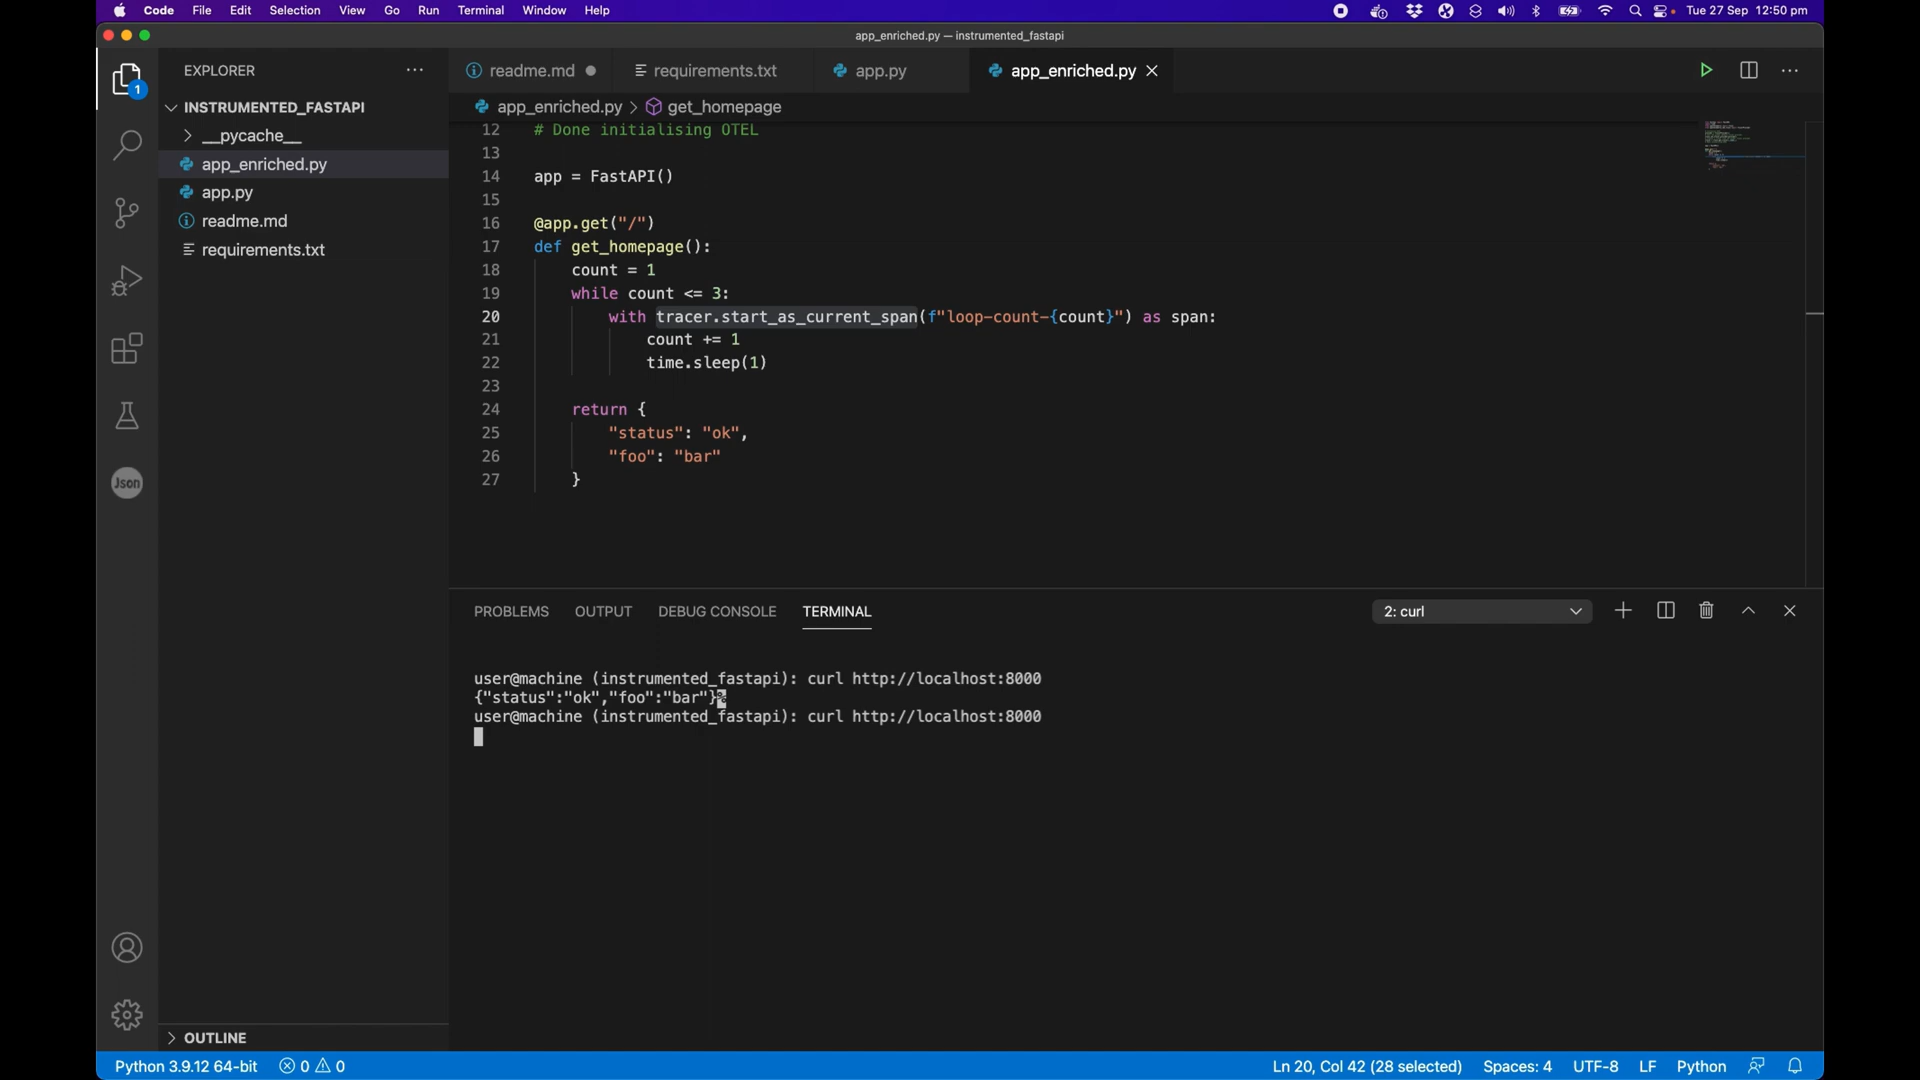 Code File Edit Selection View Go Run Terminal Window Help Tue 27 Sep 12:50 pm
app_enriched.py — instrumented_fastapi
EXPLORER ···
readme.md
requirements.txt
app.py
app_enriched.py
1
INSTRUMENTED_FASTAPI
__pycache__
app_enriched.py
app.py
readme.md
requirements.txt
Json
app_enriched.py > get_homepage
12 # Done initialising OTEL
13
14 app = FastAPI()
15
16 @app.get("/")
17 def get_homepage():
18 count = 1
19 while count <= 3:
20 with tracer.start_as_current_span(f"loop-count-{count}") as span:
21 count += 1
22 time.sleep(1)
23
24 return {
25 "status": "ok",
26 "foo": "bar"
27 }
PROBLEMS OUTPUT DEBUG CONSOLE TERMINAL 2: curl
user@machine (instrumented_fastapi): curl http://localhost:8000
{"status":"ok","foo":"bar"}%
user@machine (instrumented_fastapi): curl http://localhost:8000
OUTLINE
Python 3.9.12 64-bit 0 0 Ln 20, Col 42 (28 selected) Spaces: 4 UTF-8 LF Python